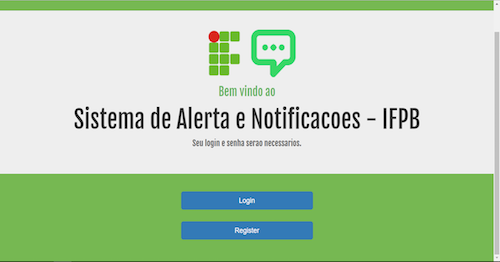 Bem vindo ao
Sistema de Alerta e Notificacoes - IFPB
Seu login e senha serao necessarios.
Login
Register